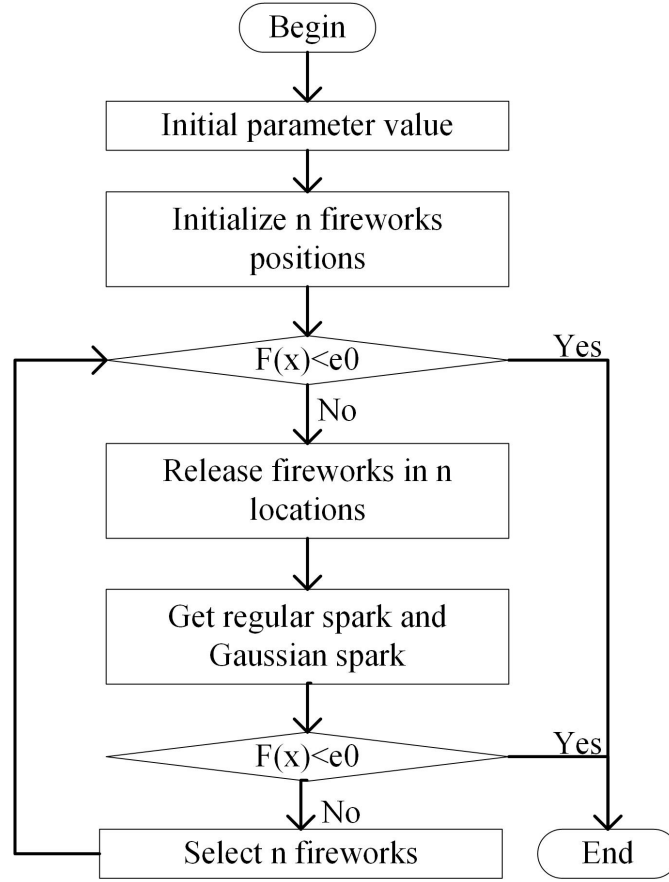 Begin
Initial parameter value
Initialize n fireworks
positions
F(x)<e0
Yes
No
Release fireworks in n
locations
Get regular spark and
Gaussian spark
F(x)<e0
Yes
No
Select n fireworks
End